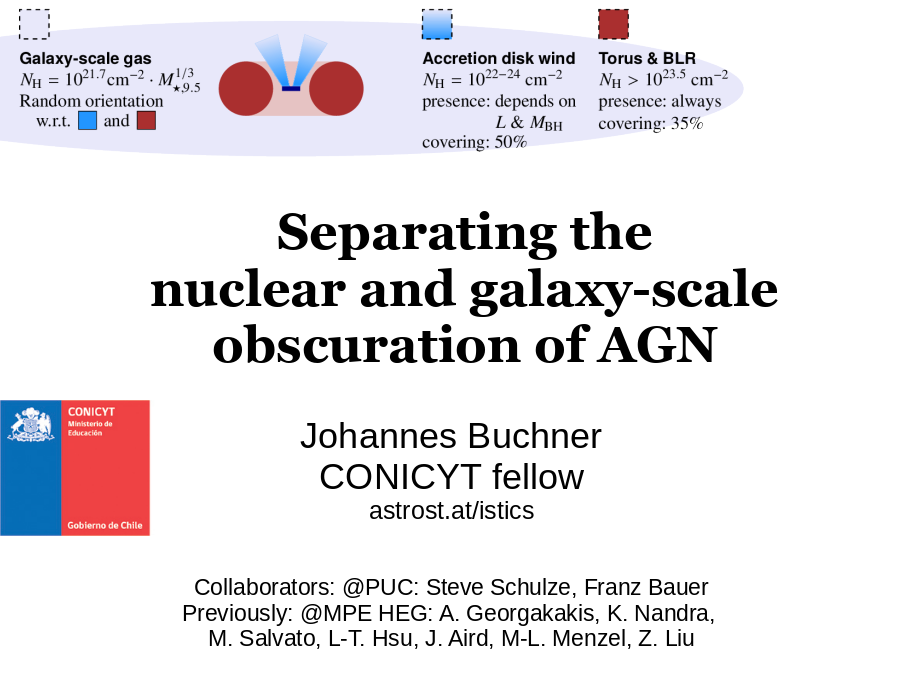 Galaxy-scale gas
N_H = 10^21.7 cm^−2 · M_⋆,9.5^1/3
Random orientation
w.r.t. and
Accretion disk wind
N_H = 10^22−24 cm^−2
presence: depends on
L & M_BH
covering: 50%
Torus & BLR
N_H > 10^23.5 cm^−2
presence: always
covering: 35%
Separating the
nuclear and galaxy-scale
obscuration of AGN
CONICYT
Ministerio de
Educación
Gobierno de Chile
Johannes Buchner
CONICYT fellow
astrost.at/istics
Collaborators: @PUC: Steve Schulze, Franz Bauer
Previously: @MPE HEG: A. Georgakakis, K. Nandra,
M. Salvato, L-T. Hsu, J. Aird, M-L. Menzel, Z. Liu